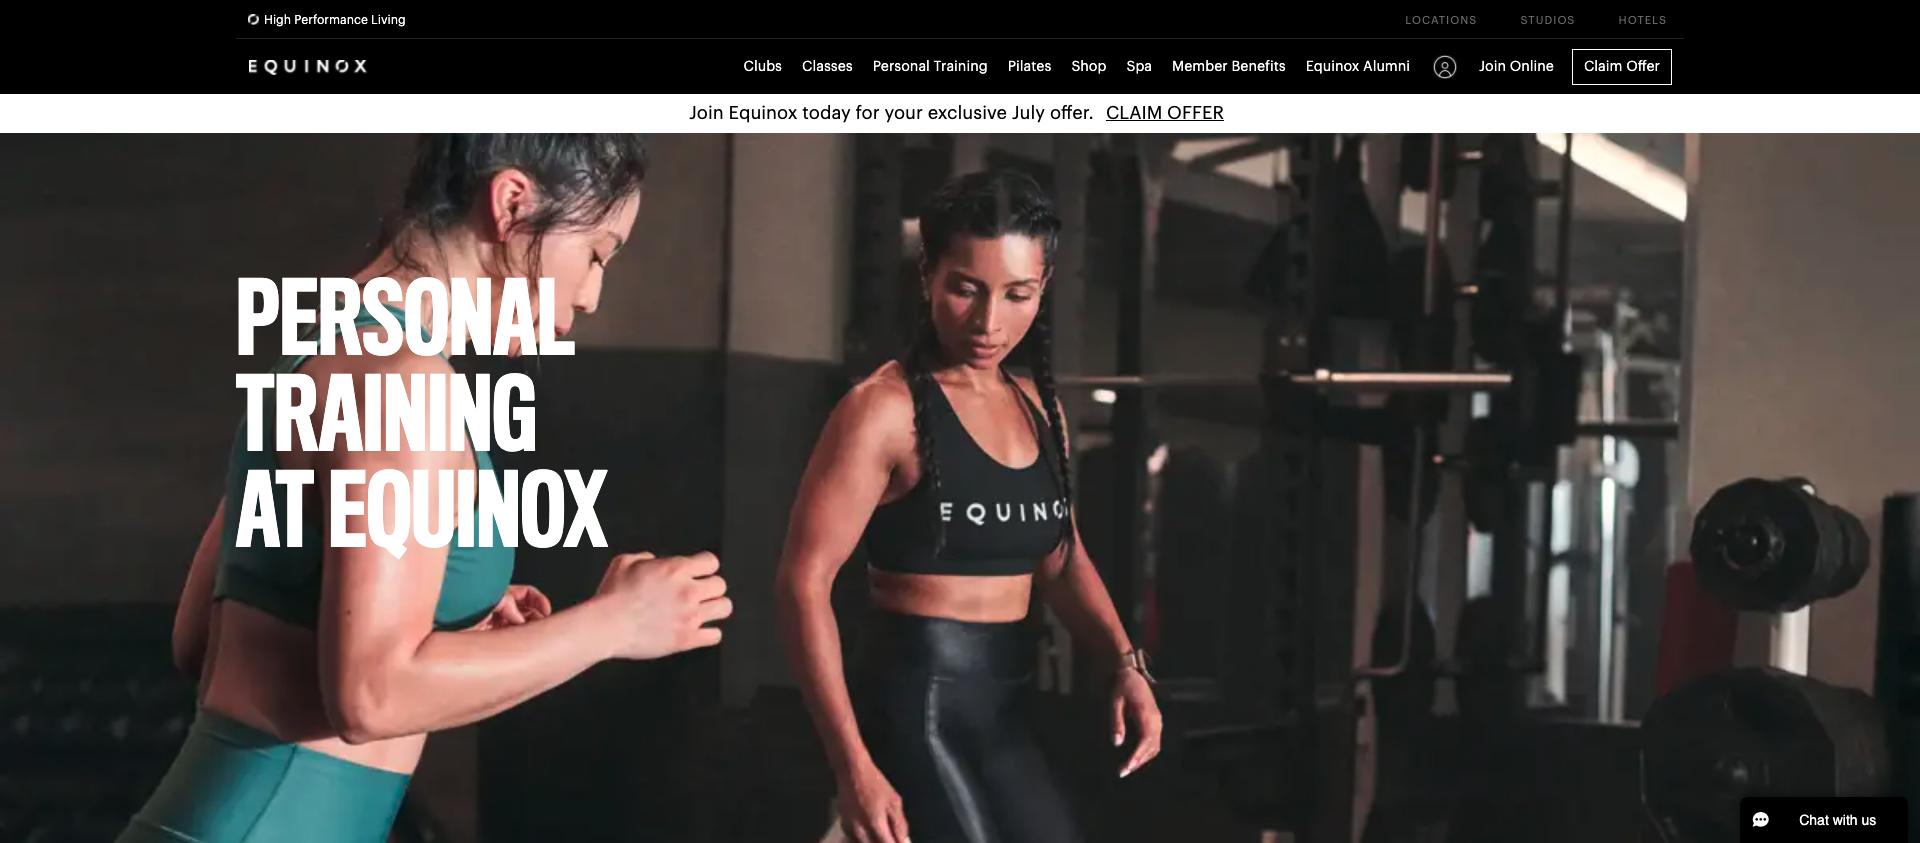 High Performance Living
LOCATIONS STUDIOS HOTELS
EQUINOX
Clubs Classes Personal Training Pilates Shop Spa Member Benefits Equinox Alumni Join Online Claim Offer
Join Equinox today for your exclusive July offer. CLAIM OFFER
PERSONAL
TRAINING
AT EQUINOX
EQUINOX
Chat with us